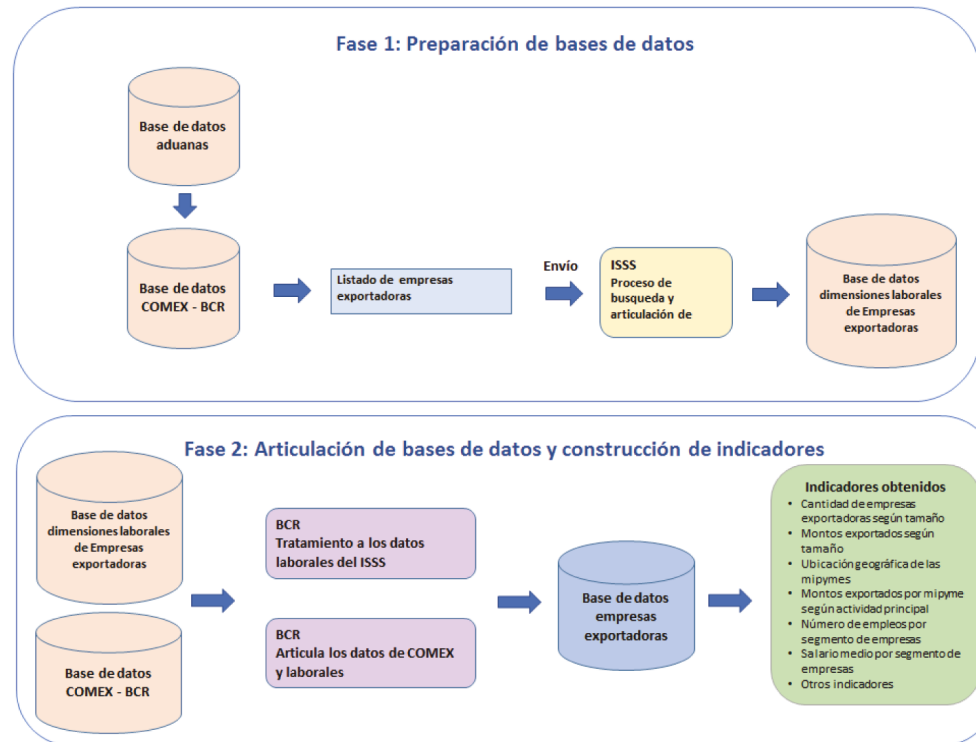 Fase 1: Preparación de bases de datos
Base de datos
aduanas
Base de datos
COMEX - BCR
Listado de empresas
exportadoras
Envío
ISSS
Proceso de
busqueda y
articulación de
Base de datos
dimensiones laborales
de Empresas
exportadoras
Fase 2: Articulación de bases de datos y construcción de indicadores
Base de datos
dimensiones laborales
de Empresas
exportadoras
Base de datos
COMEX - BCR
BCR
Tratamiento a los datos
laborales del ISSS
BCR
Articula los datos de COMEX
y laborales
Base de datos
empresas
exportadoras
Indicadores obtenidos
• Cantidad de empresas
exportadoras según tamaño
• Montos exportados según
tamaño
• Ubicación geográfica de las
mipymes
• Montos exportados por mipyme
según actividad principal
• Número de empleos por
segmento de empresas
• Salario medio por segmento de
empresas
• Otros indicadores